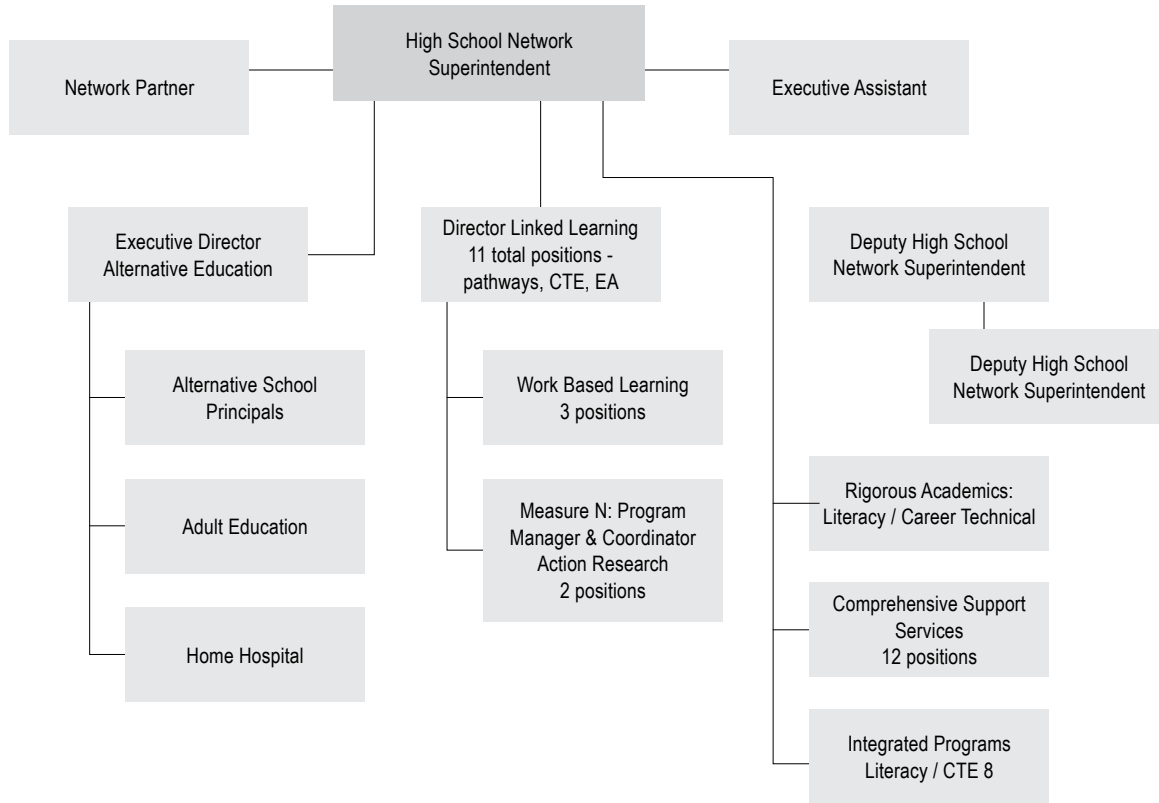 High School Network
Superintendent
Network Partner
Executive Assistant
Executive Director
Alternative Education
Director Linked Learning
11 total positions -
pathways, CTE, EA
Deputy High School
Network Superintendent
Deputy High School
Network Superintendent
Alternative School
Principals
Work Based Learning
3 positions
Adult Education
Measure N: Program
Manager & Coordinator
Action Research
2 positions
Rigorous Academics:
Literacy / Career Technical
Home Hospital
Comprehensive Support
Services
12 positions
Integrated Programs
Literacy / CTE 8